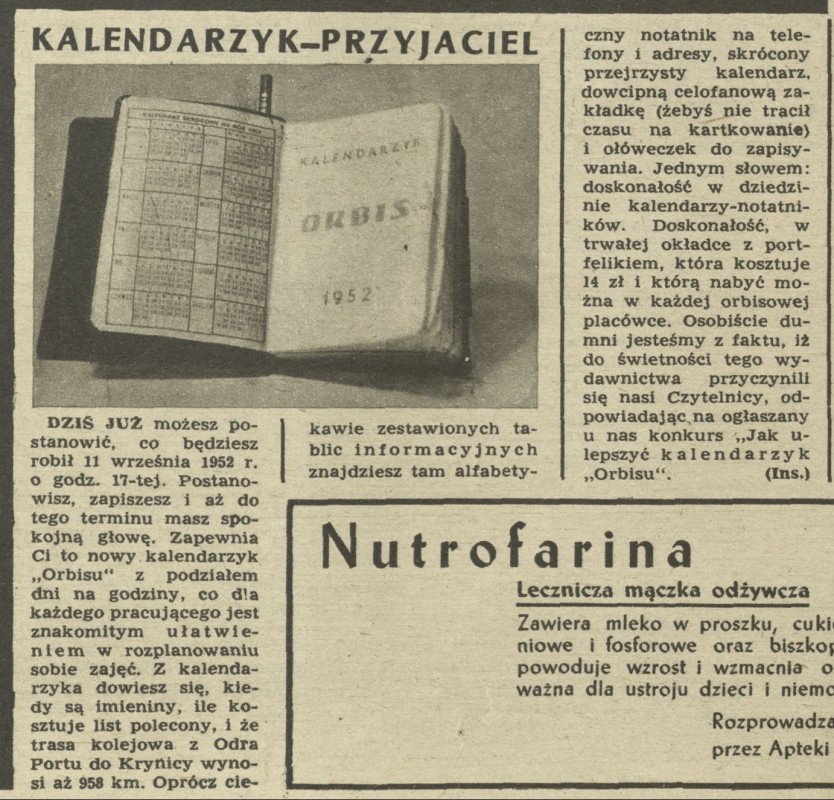 KALENDARZYK–PRZYJACIEL
KALENDARZ SKRÓCONY NA ROK 1952
KALENDARZYK
ORBIS
1952
DZIŚ JUŻ możesz po-
stanowić, co będziesz
robił 11 września 1952 r.
o godz. 17-tej. Postano-
wisz, zapiszesz i aż do
tego terminu masz spo-
kojną głowę. Zapewnia
Ci to nowy kalendarzyk
„Orbisu" z podziałem
dni na godziny, co dla
każdego pracującego jest
znakomitym ułatwie-
niem w rozplanowaniu
sobie zajęć. Z kalenda-
rzyka dowiesz się, kie-
dy są imieniny, ile ko-
sztuje list polecony, i że
trasa kolejowa z Odra
Portu do Krynicy wyno-
si aż 958 km. Oprócz cie-
kawie zestawionych ta-
blic informacyjnych
znajdziesz tam alfabety-
czny notatnik na tele-
fony i adresy, skrócony
przejrzysty kalendarz,
dowcipną celofanową za-
kładkę (żebyś nie tracił
czasu na kartkowanie)
i ołóweczek do zapisy-
wania. Jednym słowem:
doskonałość w dziedzi-
nie kalendarzy-notatni-
ków. Doskonałość, w
trwałej okładce z port-
felikiem, która kosztuje
14 zł i którą nabyć mo-
żna w każdej orbisowej
placówce. Osobiście du-
mni jesteśmy z faktu, iż
do świetności tego wy-
dawnictwa przyczynili
się nasi Czytelnicy, od-
powiadając na ogłaszany
u nas konkurs „Jak u-
lepszyć kalendarzyk
„Orbisu". (Ins.)
Nutrofarina
Lecznicza mączka odżywcza
Zawiera mleko w proszku, cukie
niowe i fosforowe oraz biszkop
powoduje wzrost i wzmacnia o
ważna dla ustroju dzieci i niemo
Rozprowadza
przez Apteki